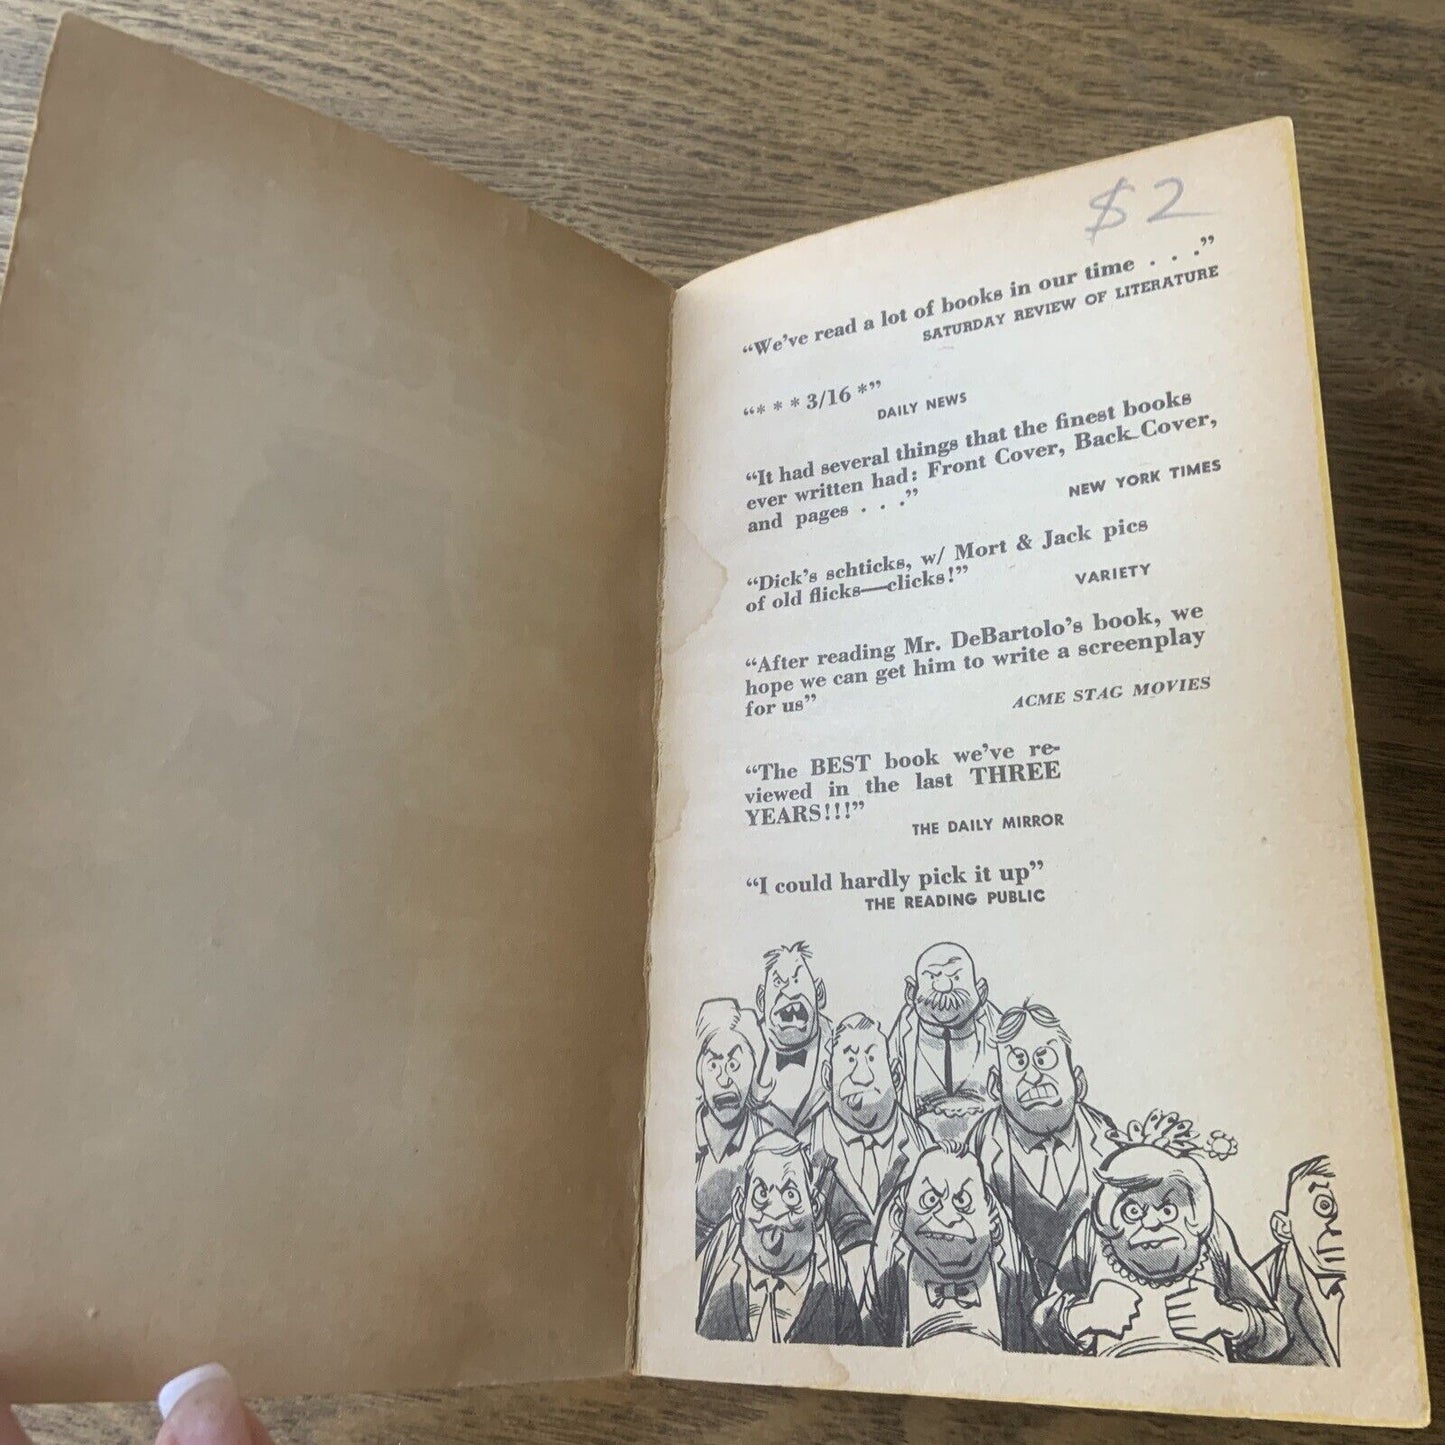 $2
“We’ve read a lot of books in our time . . .”
SATURDAY REVIEW OF LITERATURE
“* * * 3/16 *”
DAILY NEWS
“It had several things that the finest books
ever written had: Front Cover, Back Cover,
and pages . . .”
NEW YORK TIMES
“Dick’s schticks, w/ Mort & Jack pics
of old flicks—clicks!”
VARIETY
“After reading Mr. DeBartolo’s book, we
hope we can get him to write a screenplay
for us”
ACME STAG MOVIES
“The BEST book we’ve re-
viewed in the last THREE
YEARS!!!”
THE DAILY MIRROR
“I could hardly pick it up”
THE READING PUBLIC